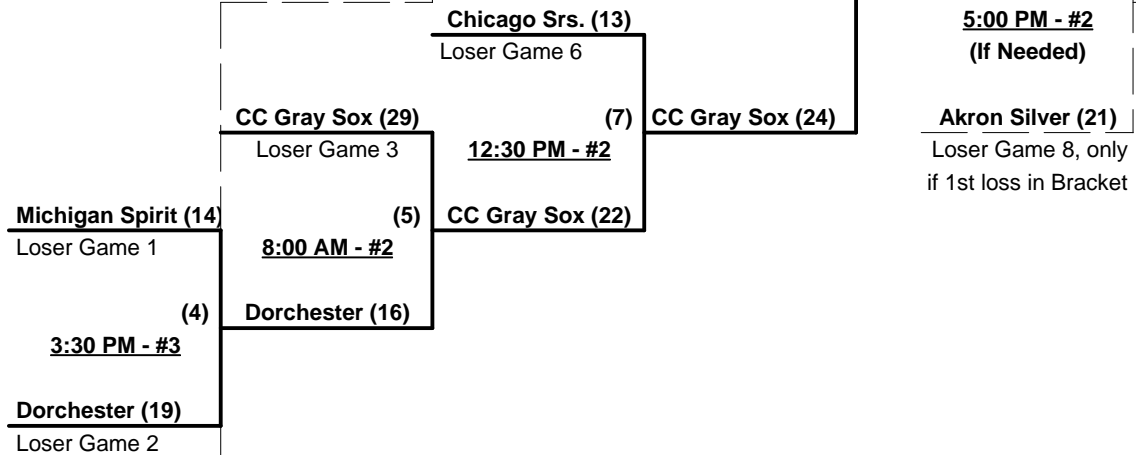 Chicago Srs. (13)
5:00 PM - #2
Loser Game 6
(If Needed)
CC Gray Sox (29)
(7)
CC Gray Sox (24)
Akron Silver (21)
Loser Game 3
12:30 PM - #2
Loser Game 8, only
if 1st loss in Bracket
Michigan Spirit (14)
(5)
CC Gray Sox (22)
Loser Game 1
8:00 AM - #2
(4)
Dorchester (16)
3:30 PM - #3
Dorchester (19)
Loser Game 2